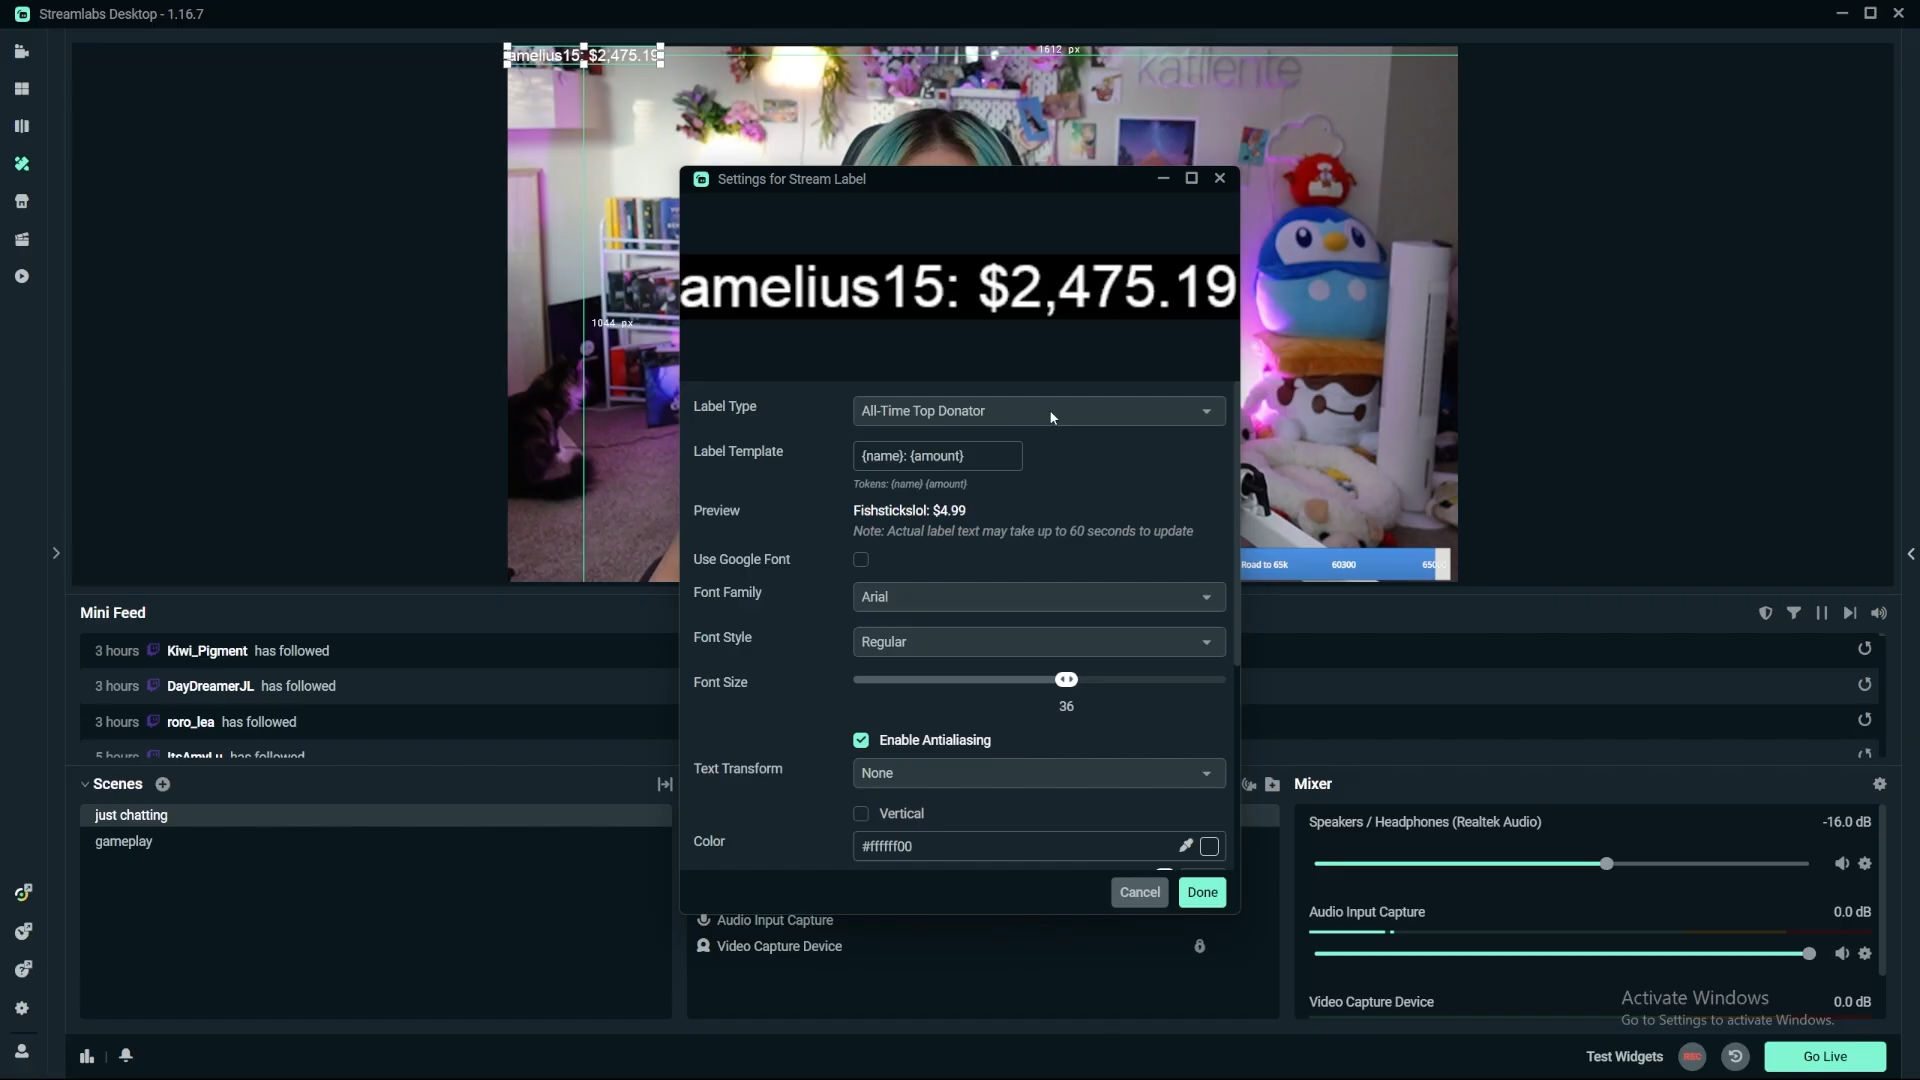 Streamlabs Desktop - 1.16.7
amelius15: $2,475.19
1612 px
katliente
Settings for Stream Label
amelius15: $2,475.19
1044 px
Label Type
All-Time Top Donator
Label Template
{name}: {amount}
Tokens: {name} {amount}
Preview
Fishstickslol: $4.99
Note: Actual label text may take up to 60 seconds to update
Use Google Font
Road to 65k 60300
Font Family
Arial
Font Style
Regular
Font Size
36
Enable Antialiasing
Text Transform
None
Vertical
Color
#ffffff00
Cancel
Done
Mini Feed
3 hours Kiwi_Pigment has followed
3 hours DayDreamerJL has followed
3 hours roro_lea has followed
5 hours ItsAmyLu has followed
Scenes
just chatting
gameplay
Audio Input Capture
Video Capture Device
Mixer
Speakers / Headphones (Realtek Audio) -16.0 dB
Audio Input Capture 0.0 dB
Video Capture Device 0.0 dB
Activate Windows
Go to Settings to activate Windows.
Test Widgets
REC
Go Live